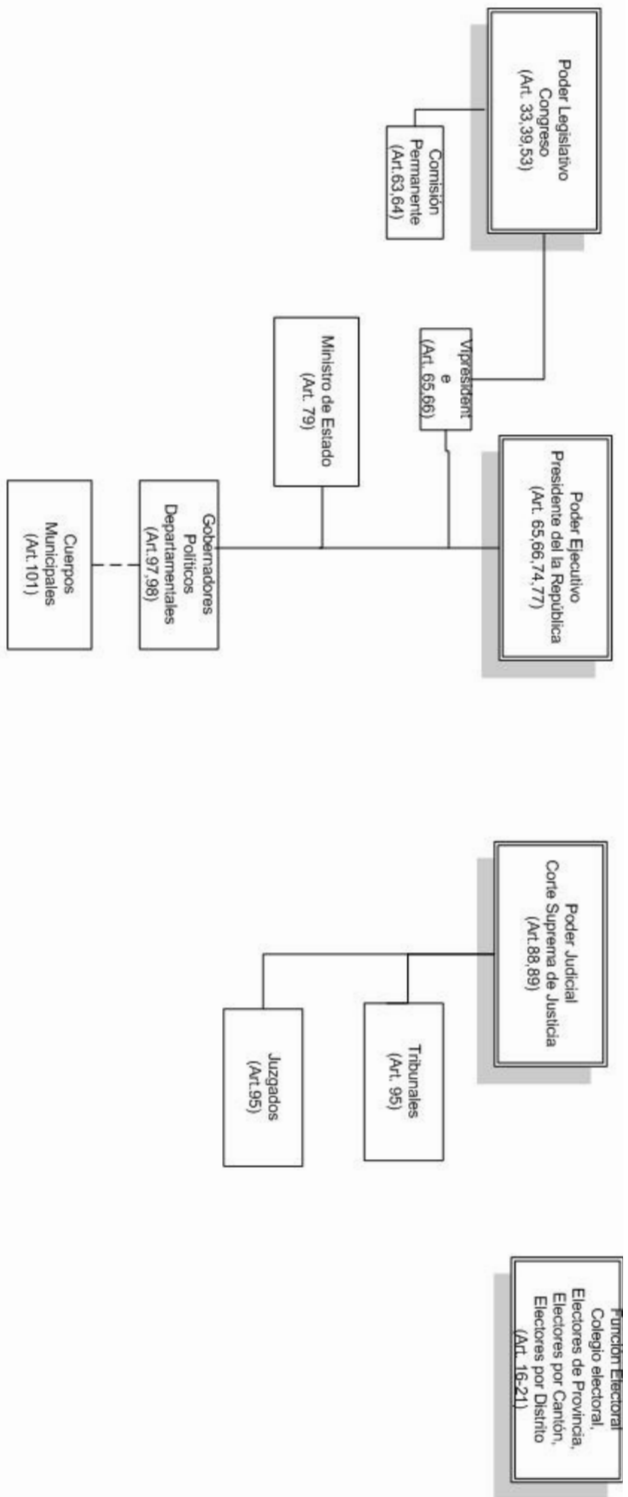 Poder Legislativo
Congreso
(Art. 33,39,53)
Comisión
Permanente
(Art.63,64)
Vipresident
e
(Art. 65,66)
Ministro de Estado
(Art. 79)
Poder Ejecutivo
Presidente del la República
(Art. 65,66,74,77)
Gobernadores
Políticos
Departamentales
(Art.97,98)
Cuerpos
Municipales
(Art.101)
Poder Judicial
Corte Suprema de Justicia
(Art.88,89)
Tribunales
(Art. 95)
Juzgados
(Art.95)
Función Electoral
Colegio electoral,
Electores de Provincia,
Electores por Cantón,
Electores por Distrito
(Art. 16-21)